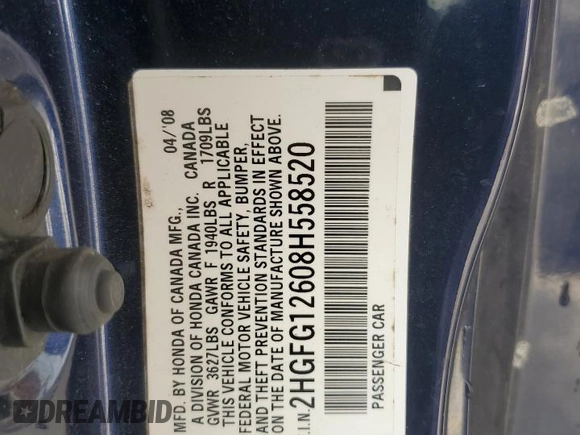 MFD. BY HONDA OF CANADA MFG., 04/'08
A DIVISION OF HONDA CANADA INC. CANADA
GVWR 3627LBS GAWR F 1940LBS R 1709LBS
THIS VEHICLE CONFORMS TO ALL APPLICABLE
FEDERAL MOTOR VEHICLE SAFETY, BUMPER,
AND THEFT PREVENTION STANDARDS IN EFFECT
ON THE DATE OF MANUFACTURE SHOWN ABOVE.
V.I.N. 2HGFG12608H558520
PASSENGER CAR
DREAMBID